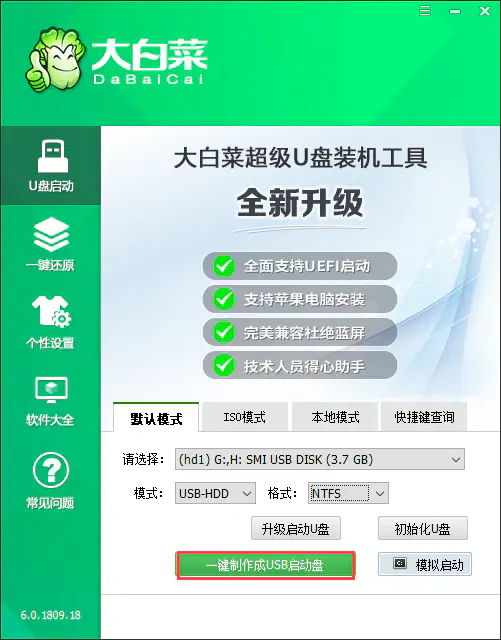 大白菜
DaBaiCai
U盘启动
一键还原
个性设置
软件大全
常见问题
6.0.1809.18
大白菜超级U盘装机工具
全新升级
全面支持UEFI启动
支持苹果电脑安装
完美兼容杜绝蓝屏
技术人员得心助手
默认模式 ISO模式 本地模式 快捷键查询
请选择: (hd1) G:,H: SMI USB DISK (3.7 GB)
模式: USB-HDD 格式: NTFS
升级启动U盘 初始化U盘
一键制作成USB启动盘 模拟启动